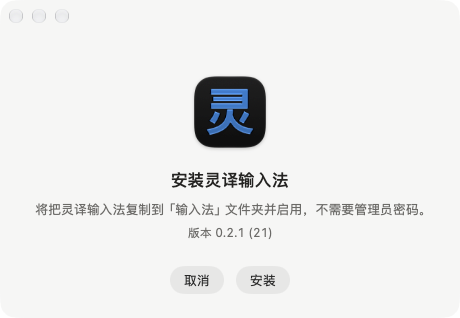 灵
安装灵译输入法
将把灵译输入法复制到「输入法」文件夹并启用，不需要管理员密码。
版本 0.2.1 (21)
取消
安装